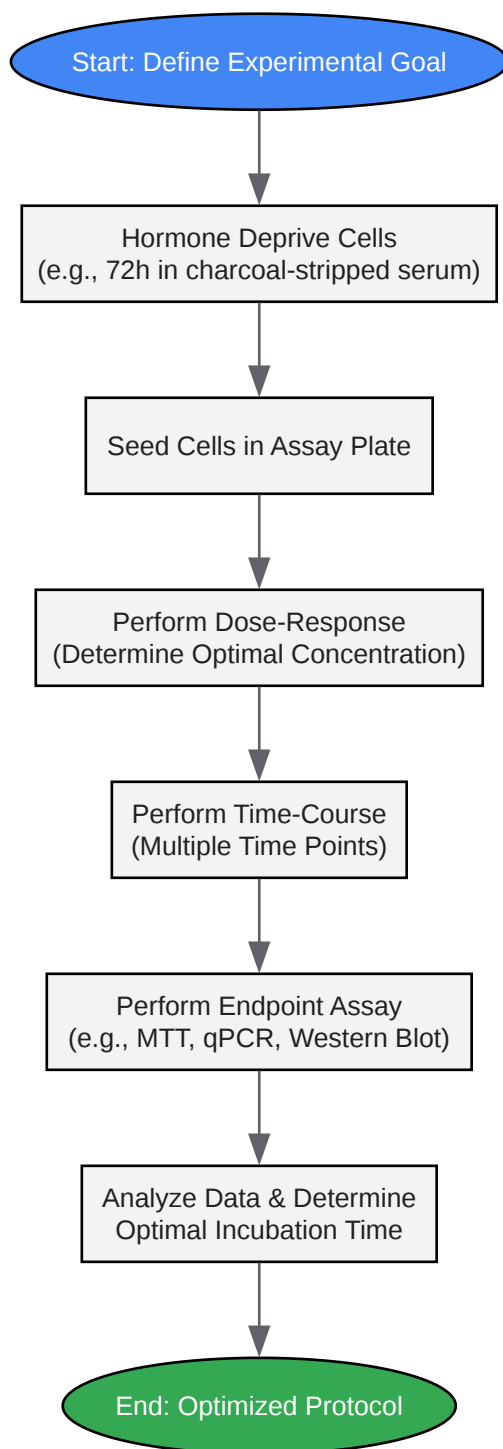 Start: Define Experimental Goal
Hormone Deprive Cells
(e.g., 72h in charcoal-stripped serum)
Seed Cells in Assay Plate
Perform Dose-Response
(Determine Optimal Concentration)
Perform Time-Course
(Multiple Time Points)
Perform Endpoint Assay
(e.g., MTT, qPCR, Western Blot)
Analyze Data & Determine
Optimal Incubation Time
End: Optimized Protocol